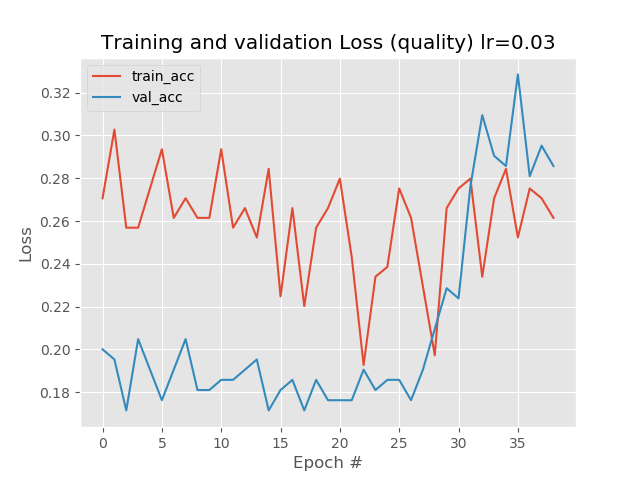 Training and validation Loss (quality) lr=0.03
train_acc
val_acc
0.32
0.30
0.28
0.26
0.24
0.22
0.20
0.18
Loss
0 5 10 15 20 25 30 35
Epoch #